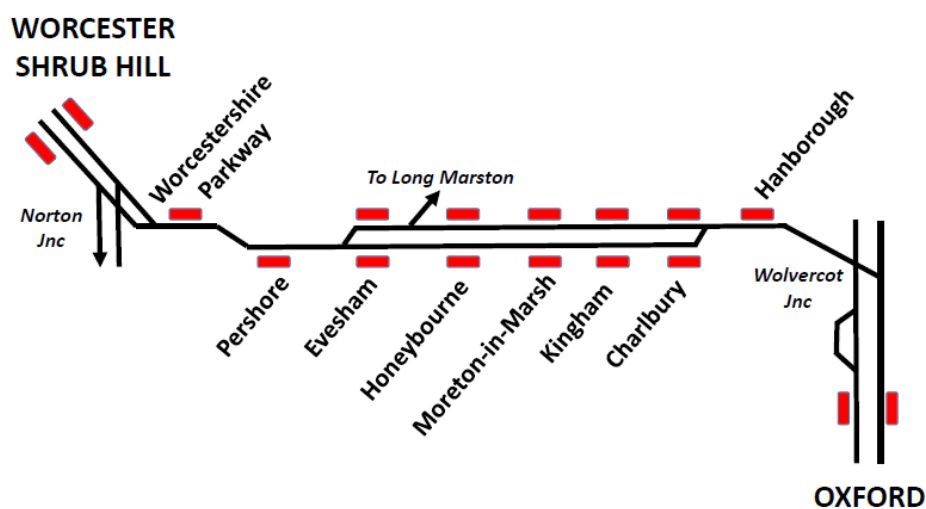 WORCESTER
SHRUB HILL
Worcestershire
Parkway
Hanborough
To Long Marston
Norton
Jnc
Wolvercot
Jnc
Pershore
Evesham
Honeybourne
Moreton-in-Marsh
Kingham
Charlbury
OXFORD